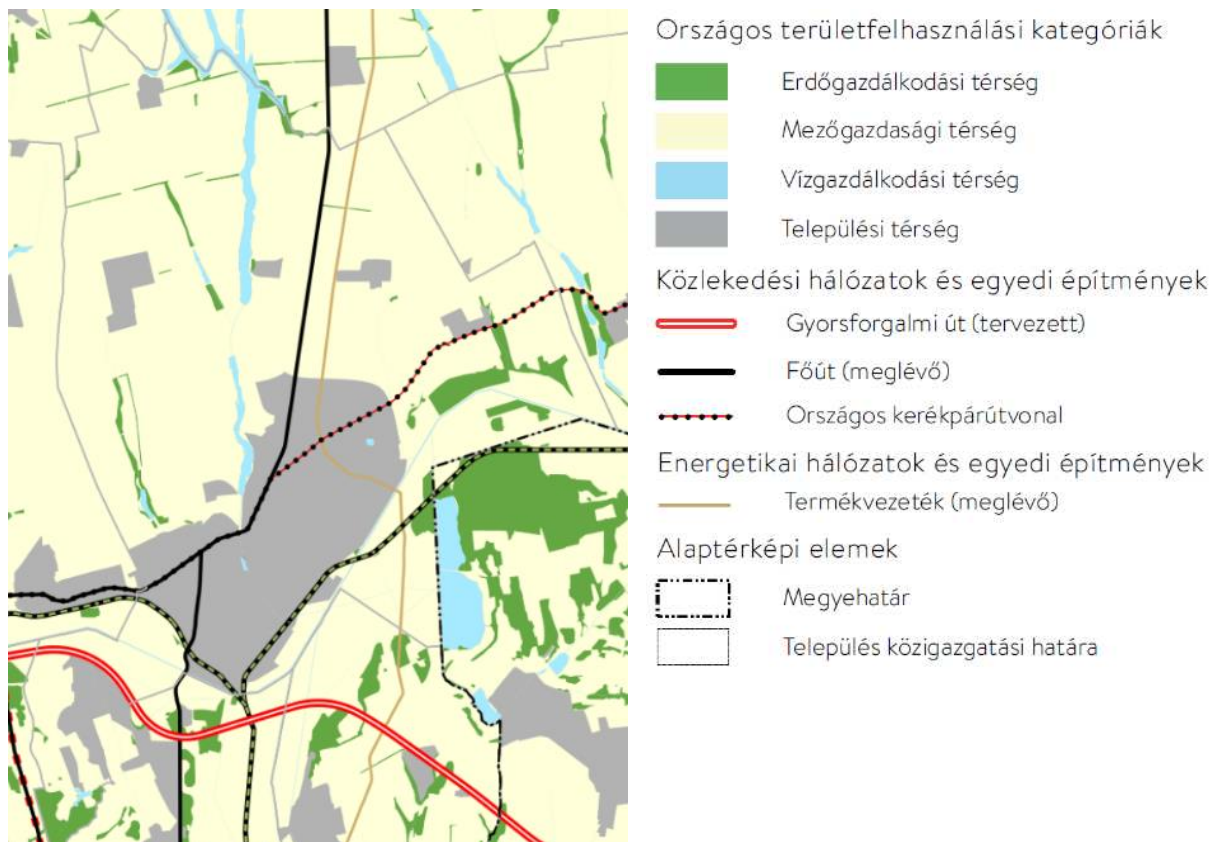 Országos területfelhasználási kategóriák
Erdőgazdálkodási térség
Mezőgazdasági térség
Vízgazdálkodási térség
Települési térség
Közlekedési hálózatok és egyedi építmények
Gyorsforgalmi út (tervezett)
Főút (meglévő)
Országos kerékpárútvonal
Energetikai hálózatok és egyedi építmények
Termékvezeték (meglévő)
Alaptérképi elemek
Megyehatár
Település közigazgatási határa